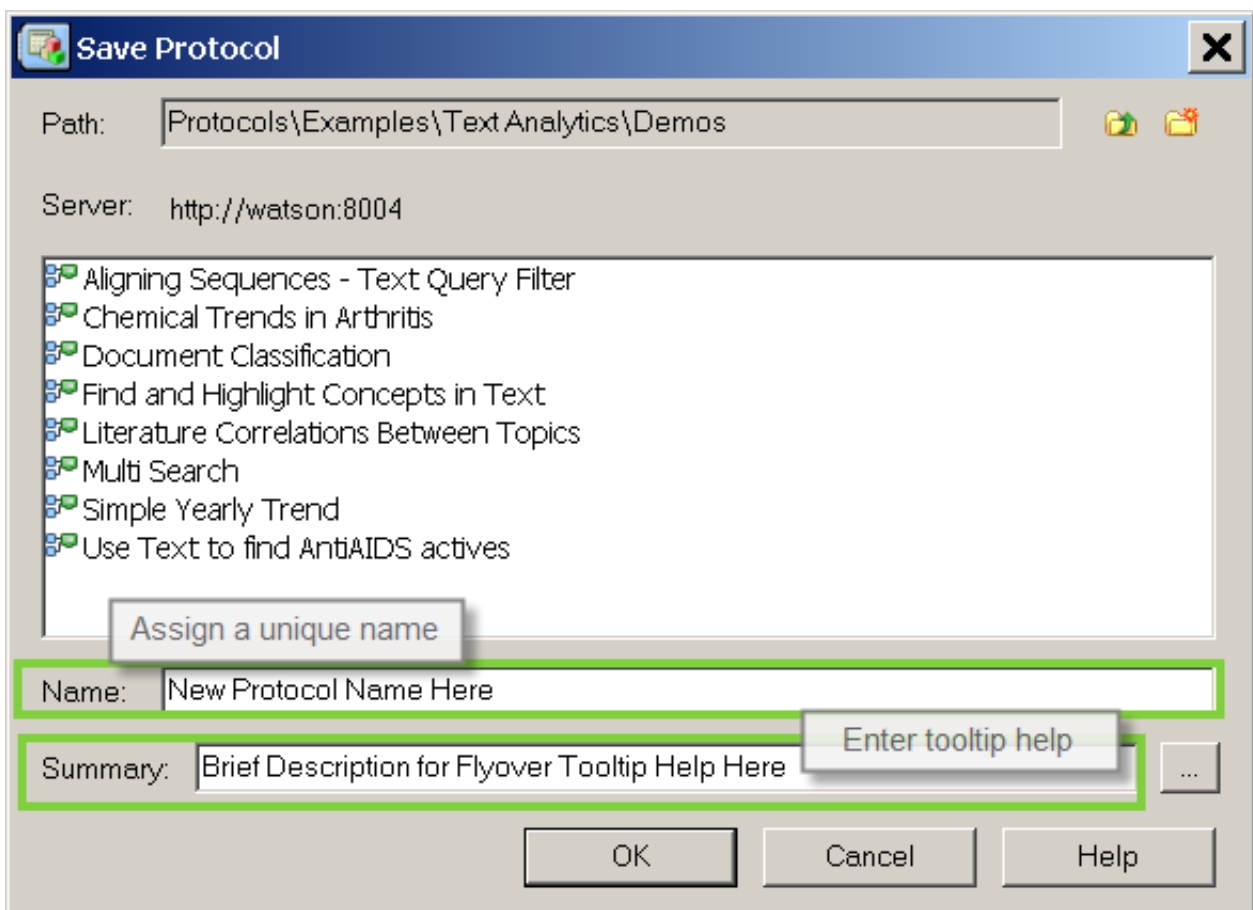 Save Protocol
Path: Protocols\Examples\Text Analytics\Demos
Server: http://watson:8004
Aligning Sequences - Text Query Filter
Chemical Trends in Arthritis
Document Classification
Find and Highlight Concepts in Text
Literature Correlations Between Topics
Multi Search
Simple Yearly Trend
Use Text to find AntiAIDS actives
Assign a unique name
Name: New Protocol Name Here
Enter tooltip help
Summary: Brief Description for Flyover Tooltip Help Here ...
OK Cancel Help